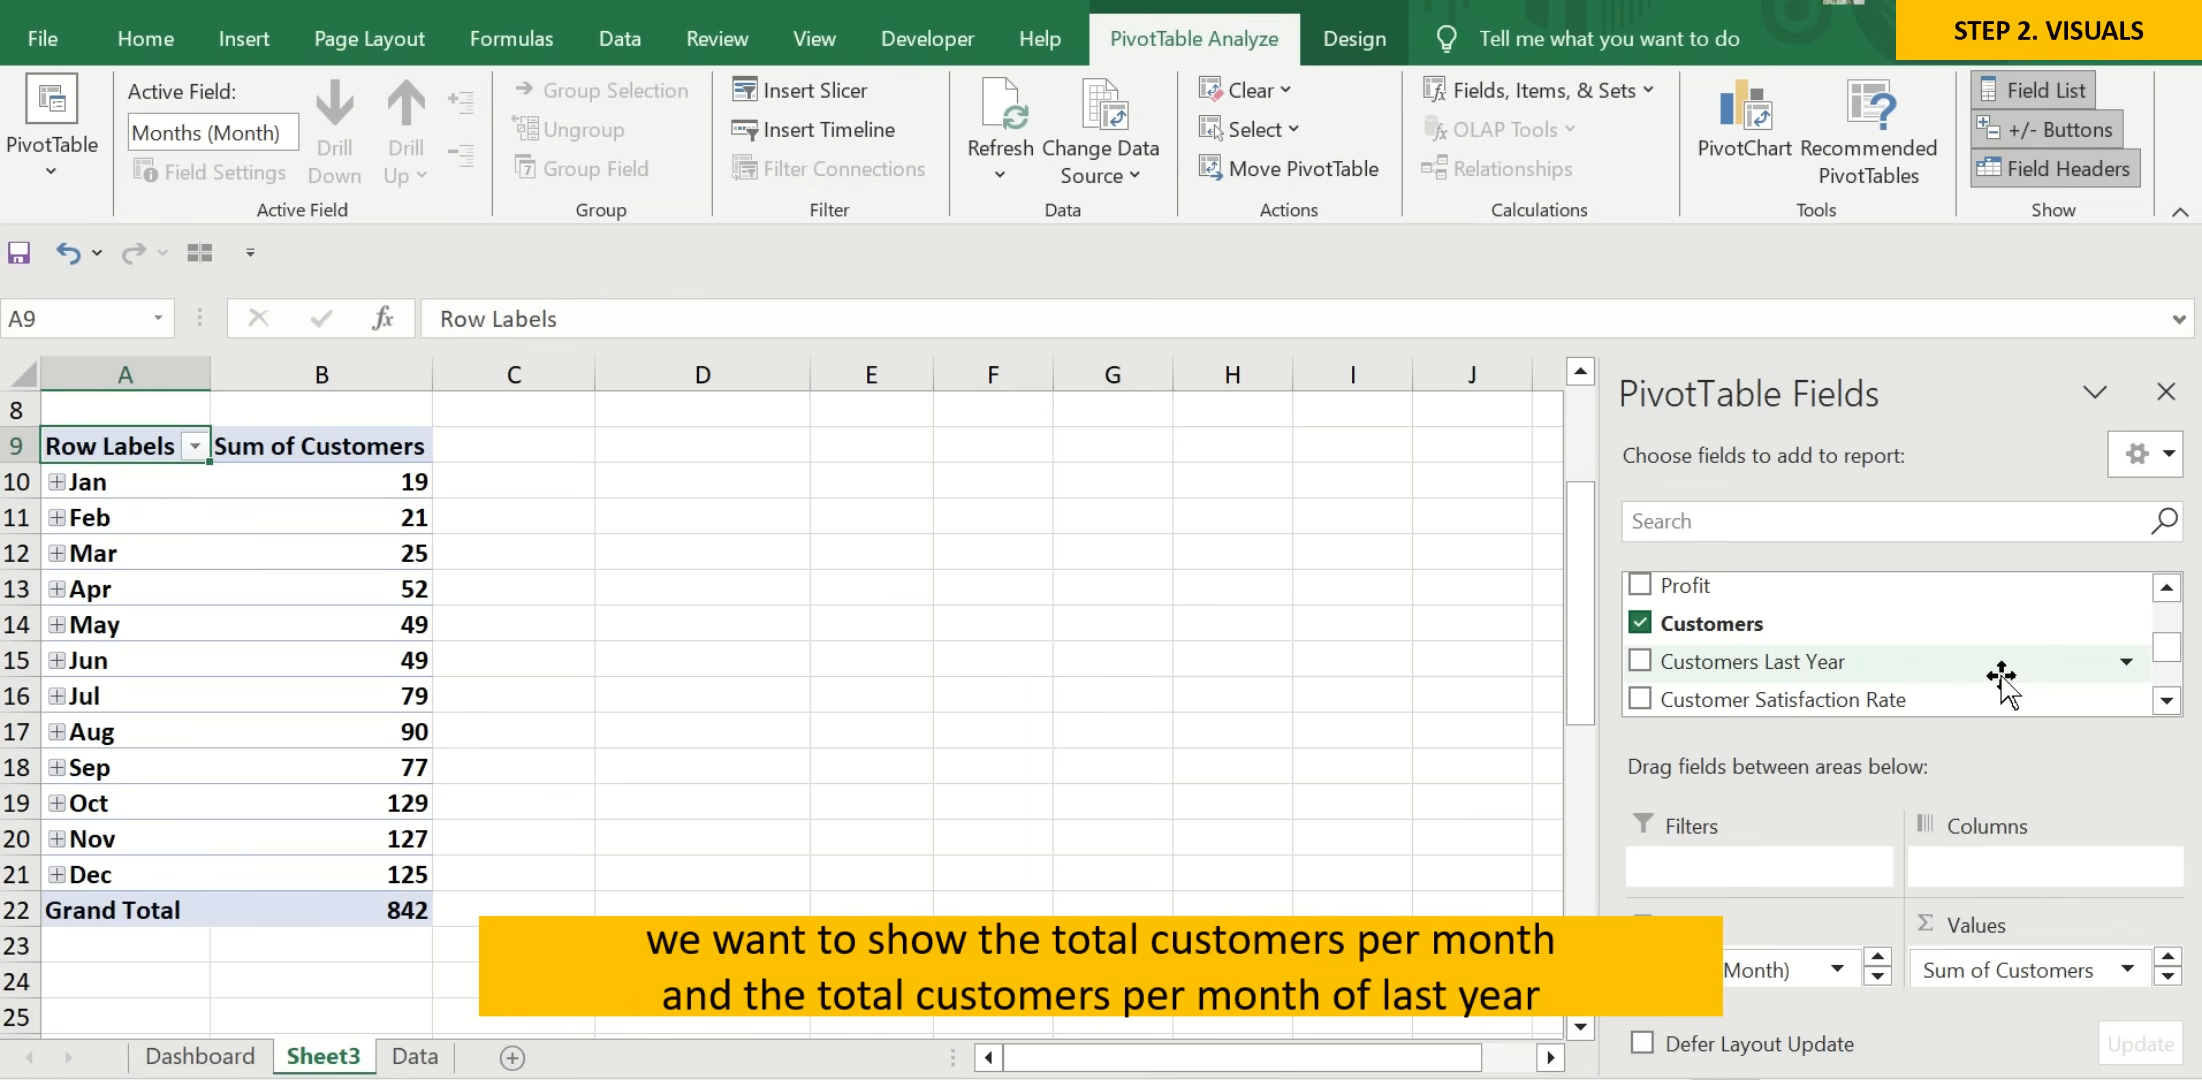 File Home Insert Page Layout Formulas Data Review View Developer Help PivotTable Analyze Design Tell me what you want to do
STEP 2. VISUALS
PivotTable
Active Field:
Months (Month)
Field Settings
Drill Down
Drill Up
Active Field
Group Selection
Ungroup
Group Field
Group
Insert Slicer
Insert Timeline
Filter Connections
Filter
Refresh
Change Data Source
Data
Clear
Select
Move PivotTable
Actions
Fields, Items, & Sets
OLAP Tools
Relationships
Calculations
PivotChart
Recommended PivotTables
Tools
Field List
+/- Buttons
Field Headers
Show
A9 fx Row Labels
A B C D E F G H I J
8
9 Row Labels Sum of Customers
10 Jan 19
11 Feb 21
12 Mar 25
13 Apr 52
14 May 49
15 Jun 49
16 Jul 79
17 Aug 90
18 Sep 77
19 Oct 129
20 Nov 127
21 Dec 125
22 Grand Total 842
23
24
25
PivotTable Fields
Choose fields to add to report:
Search
Profit
Customers
Customers Last Year
Customer Satisfaction Rate
Drag fields between areas below:
Filters
Columns
Σ Values
Month)
Sum of Customers
Defer Layout Update
Update
we want to show the total customers per month
and the total customers per month of last year
Dashboard Sheet3 Data